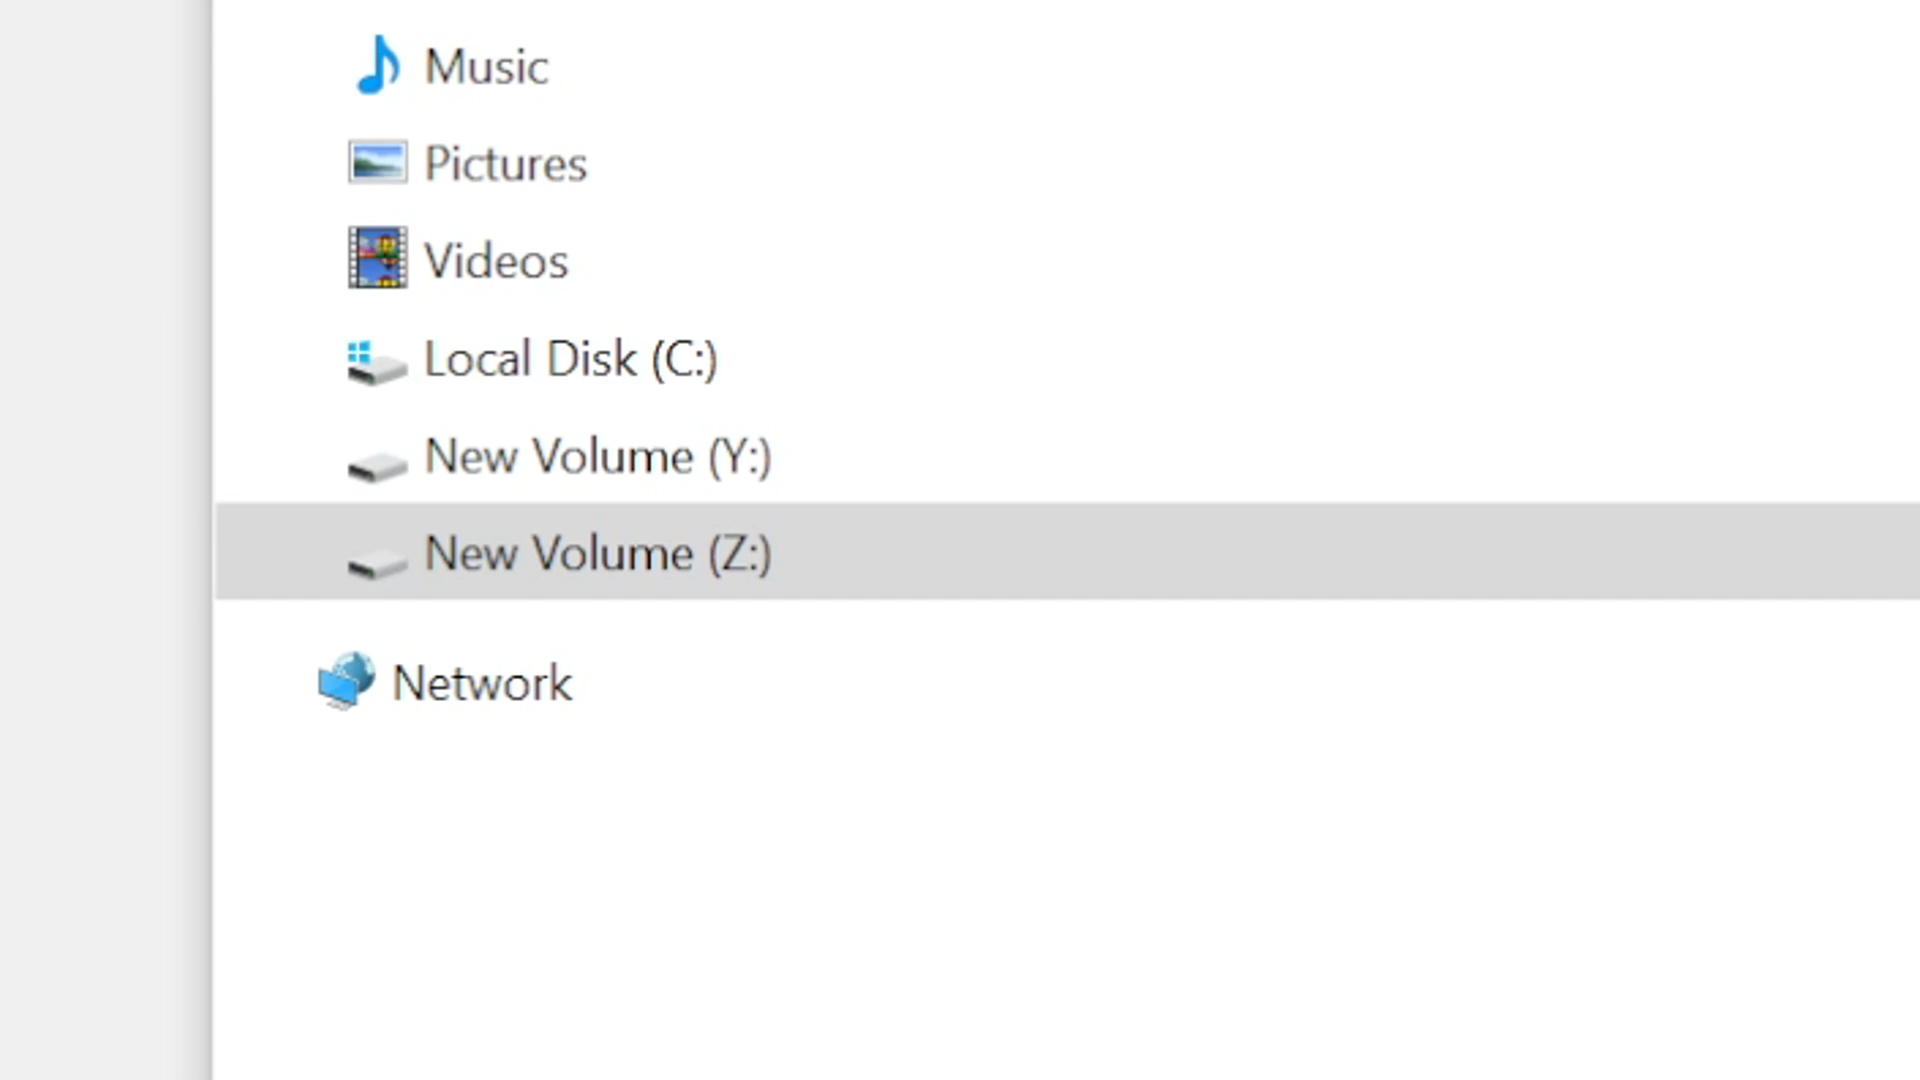 Music
Pictures
Videos
Local Disk (C:)
New Volume (Y:)
New Volume (Z:)
Network